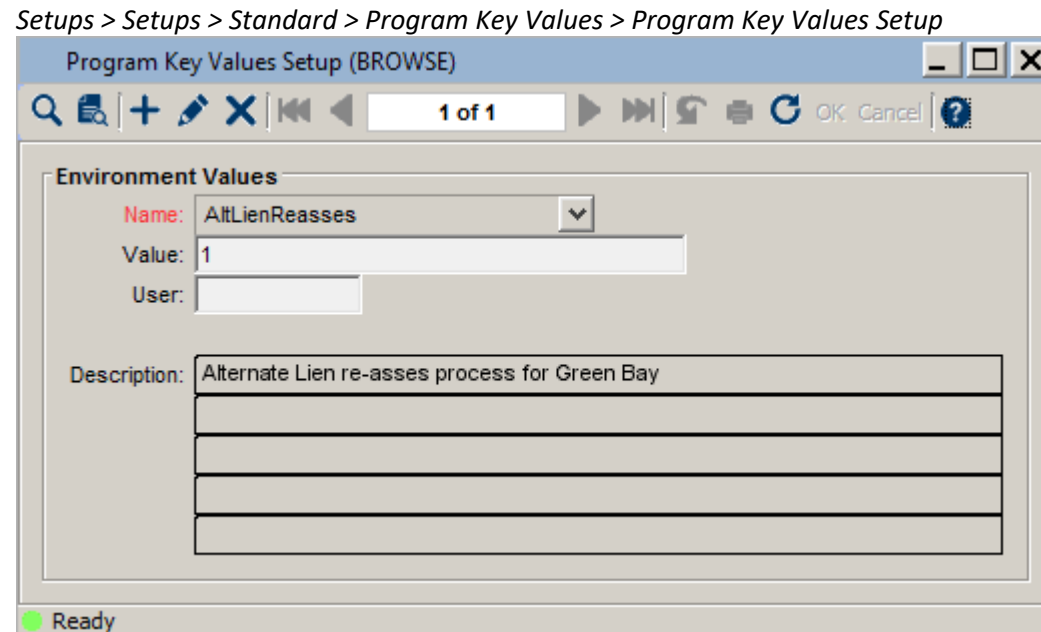 Setups > Setups > Standard > Program Key Values > Program Key Values Setup
Program Key Values Setup (BROWSE)
1 of 1 OK Cancel ?
Environment Values
Name: AltLienReasses
Value: 1
User:
Description: Alternate Lien re-asses process for Green Bay
Ready